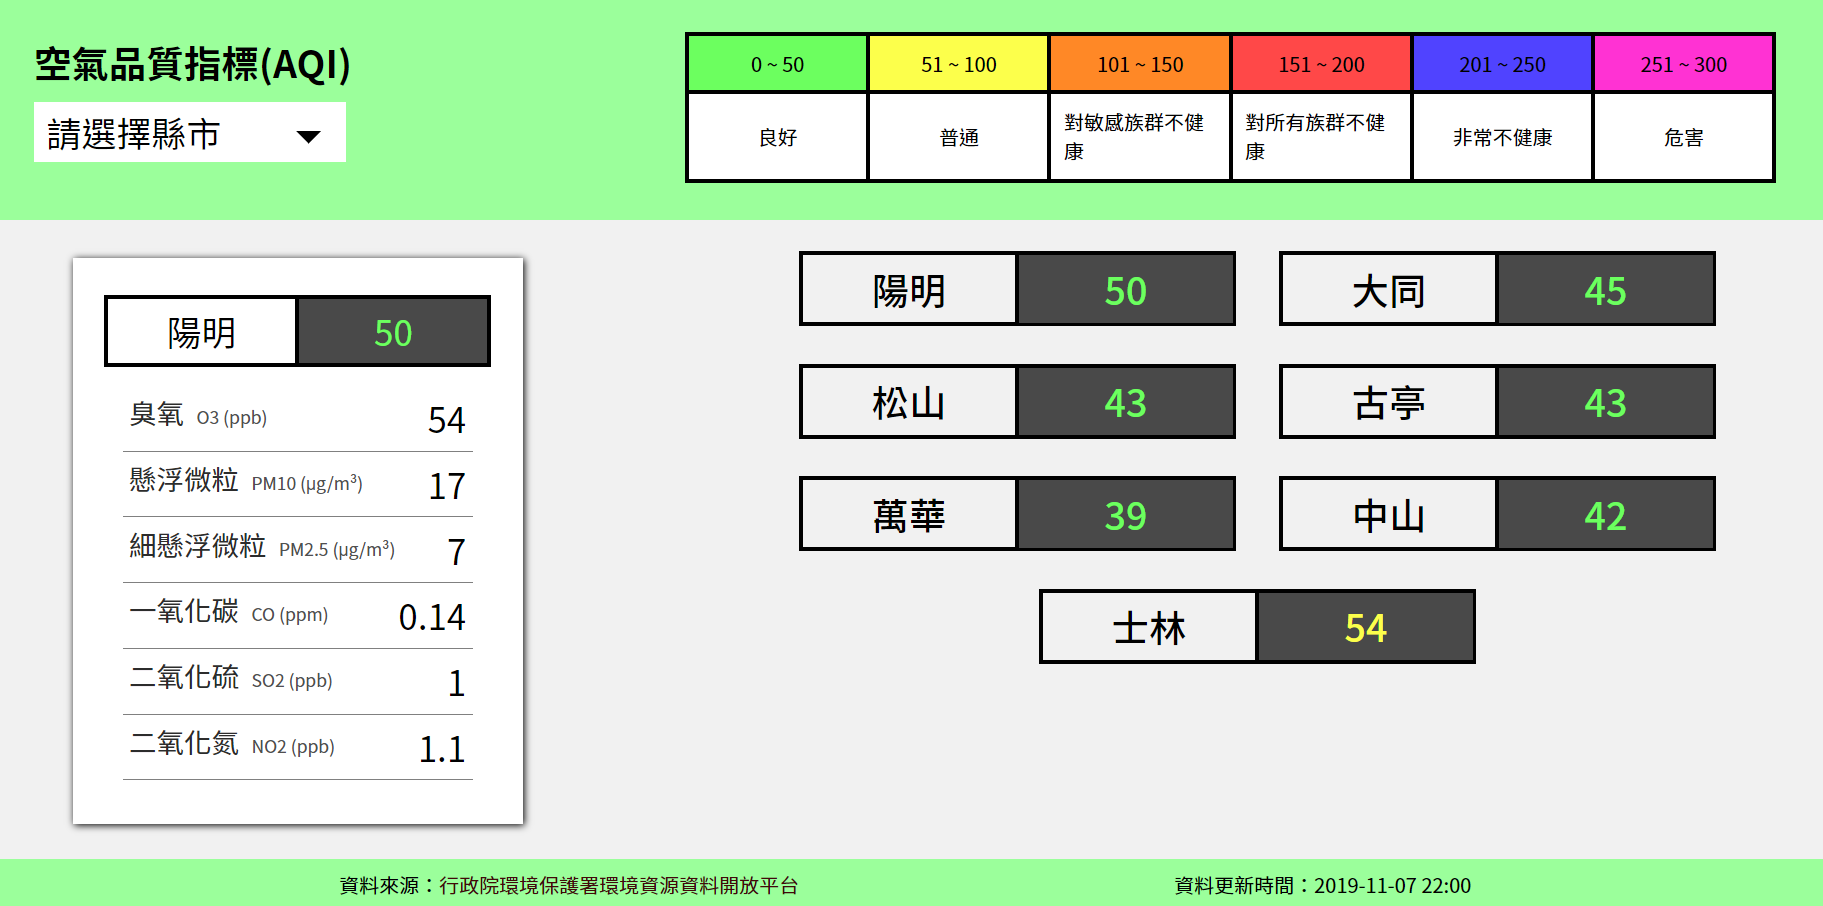 空氣品質指標(AQI)
請選擇縣市
0 ~ 50
51 ~ 100
101 ~ 150
151 ~ 200
201 ~ 250
251 ~ 300
良好
普通
對敏感族群不健
康
對所有族群不健
康
非常不健康
危害
陽明 50
臭氧 O3 (ppb) 54
懸浮微粒 PM10 (μg/m³) 17
細懸浮微粒 PM2.5 (μg/m³) 7
一氧化碳 CO (ppm) 0.14
二氧化硫 SO2 (ppb) 1
二氧化氮 NO2 (ppb) 1.1
陽明 50
大同 45
松山 43
古亭 43
萬華 39
中山 42
士林 54
資料來源：行政院環境保護署環境資源資料開放平台
資料更新時間：2019-11-07 22:00